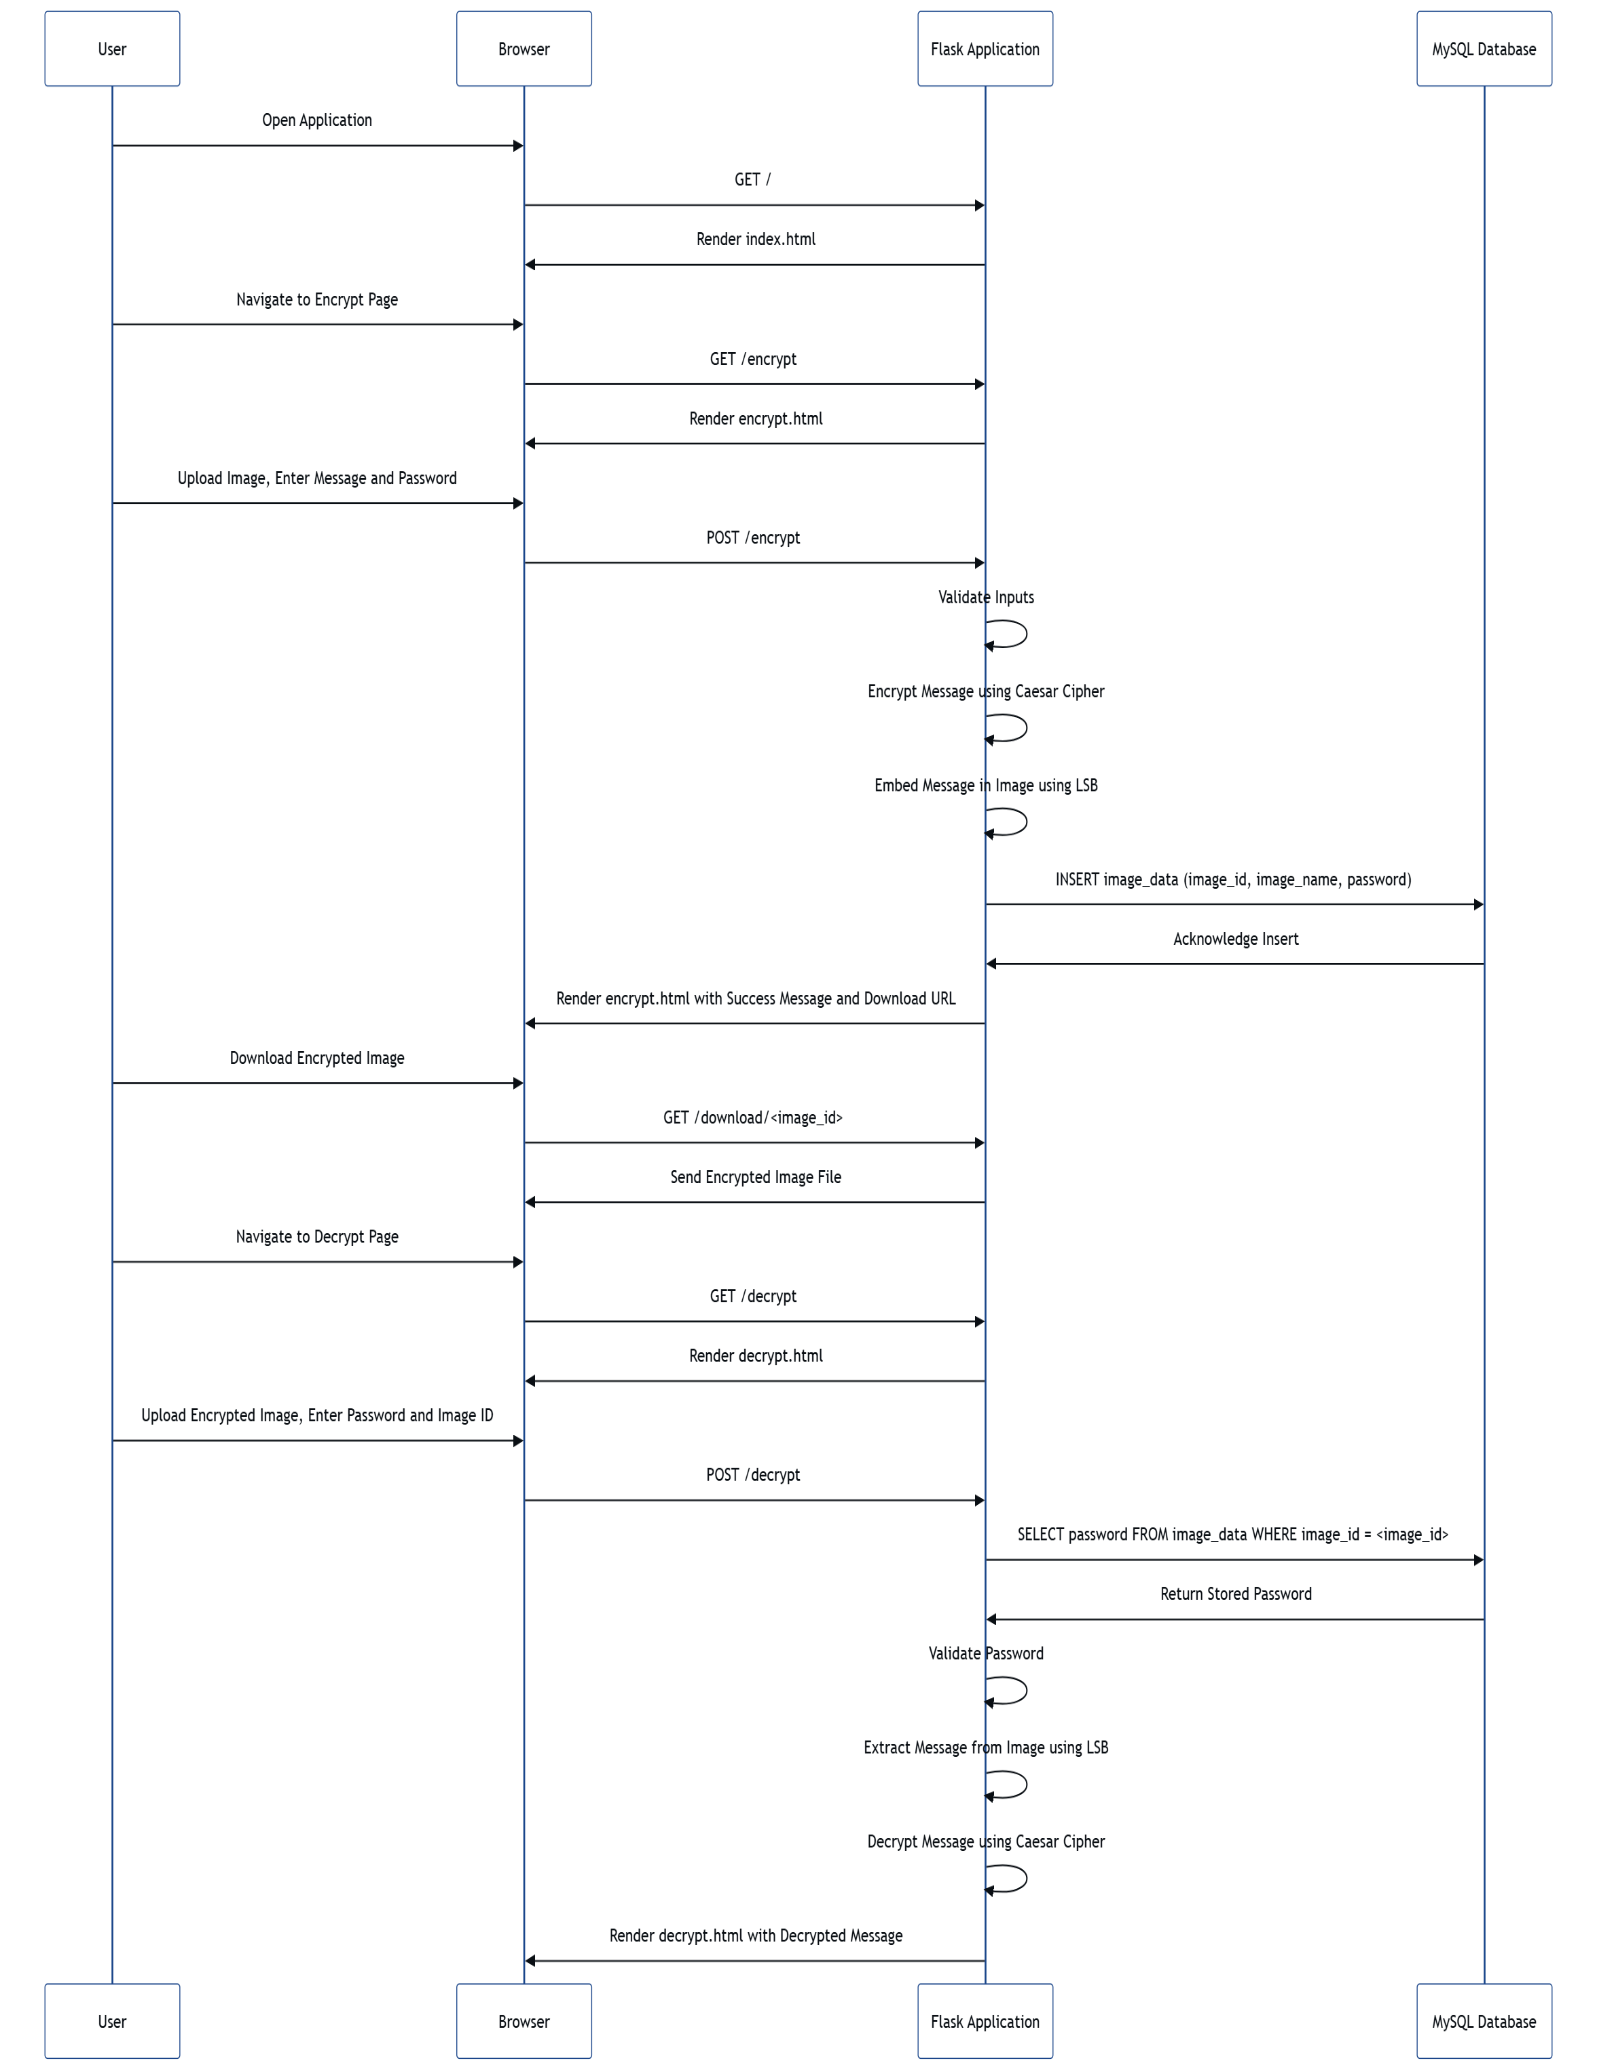 User
Browser
Flask Application
MySQL Database
Open Application
GET /
Render index.html
Navigate to Encrypt Page
GET /encrypt
Render encrypt.html
Upload Image, Enter Message and Password
POST /encrypt
Validate Inputs
Encrypt Message using Caesar Cipher
Embed Message in Image using LSB
INSERT image_data (image_id, image_name, password)
Acknowledge Insert
Render encrypt.html with Success Message and Download URL
Download Encrypted Image
GET /download/<image_id>
Send Encrypted Image File
Navigate to Decrypt Page
GET /decrypt
Render decrypt.html
Upload Encrypted Image, Enter Password and Image ID
POST /decrypt
SELECT password FROM image_data WHERE image_id = <image_id>
Return Stored Password
Validate Password
Extract Message from Image using LSB
Decrypt Message using Caesar Cipher
Render decrypt.html with Decrypted Message
User
Browser
Flask Application
MySQL Database